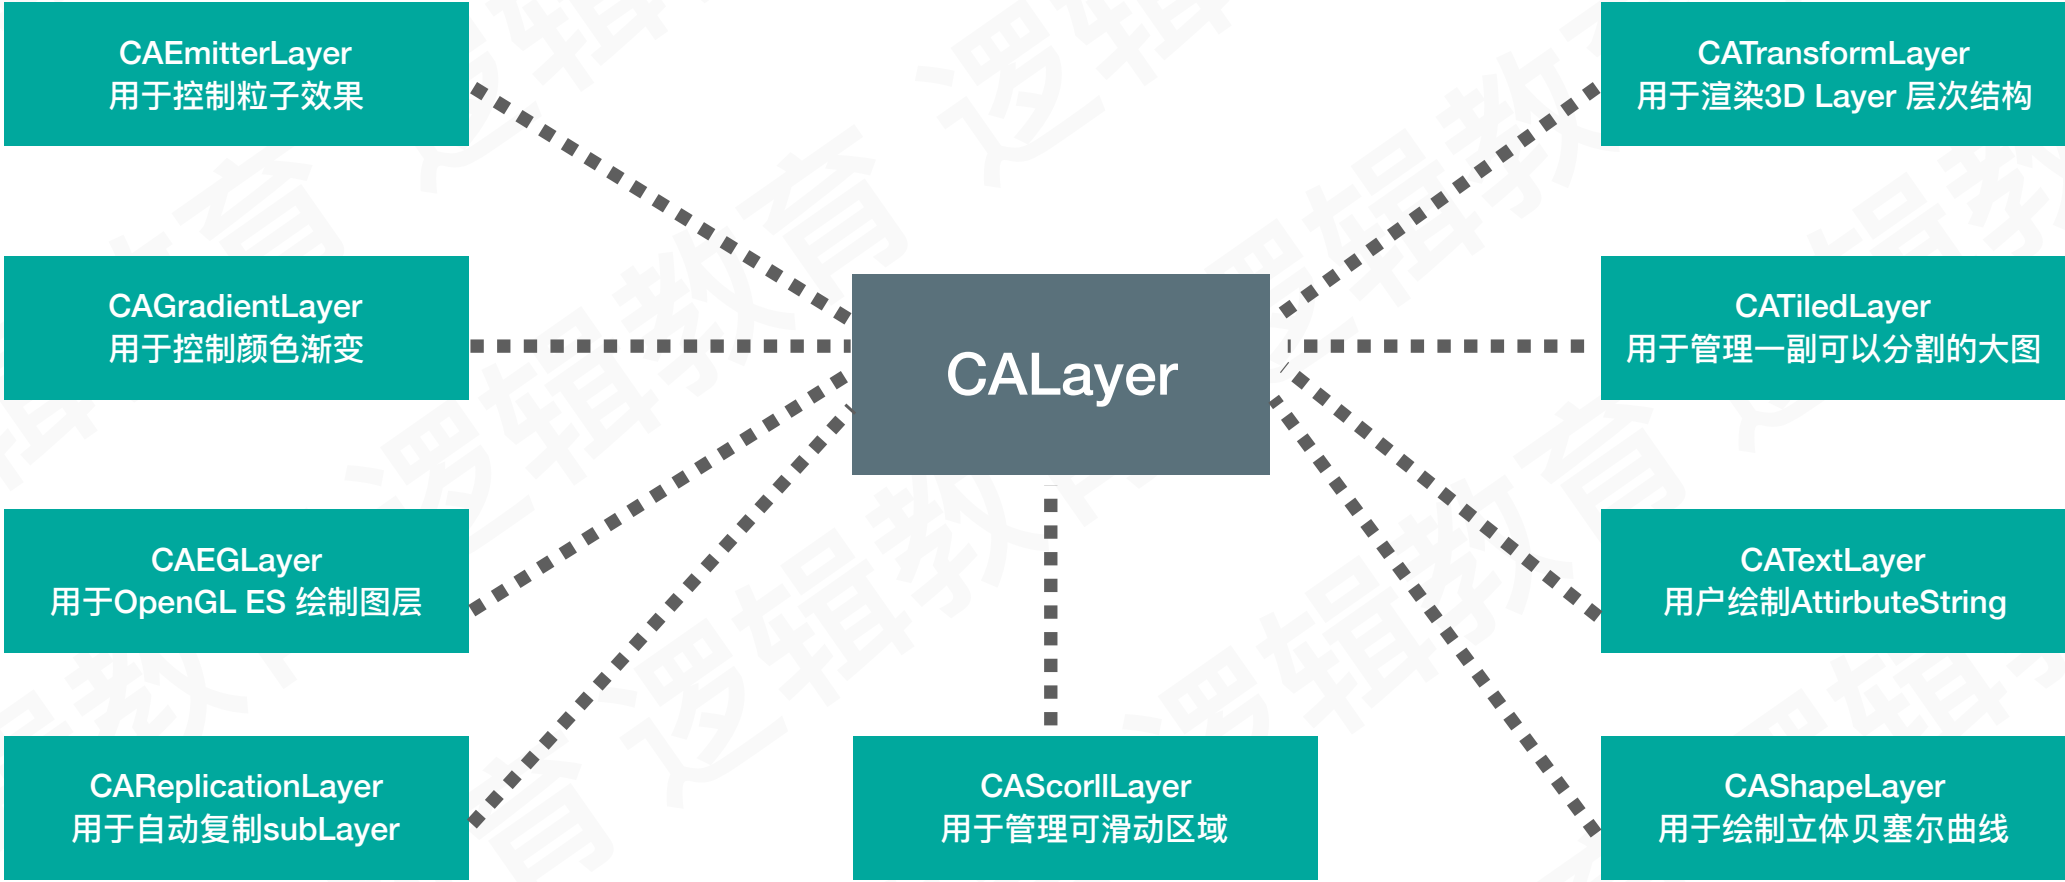 CAEmitterLayer
用于控制粒子效果
CATransformLayer
用于渲染3D Layer 层次结构
CAGradientLayer
用于控制颜色渐变
CALayer
CATiledLayer
用于管理一副可以分割的大图
CAEGLayer
用于OpenGL ES 绘制图层
CATextLayer
用户绘制AttirbuteString
CAReplicationLayer
用于自动复制subLayer
CAScorllLayer
用于管理可滑动区域
CAShapeLayer
用于绘制立体贝塞尔曲线
逻辑教育